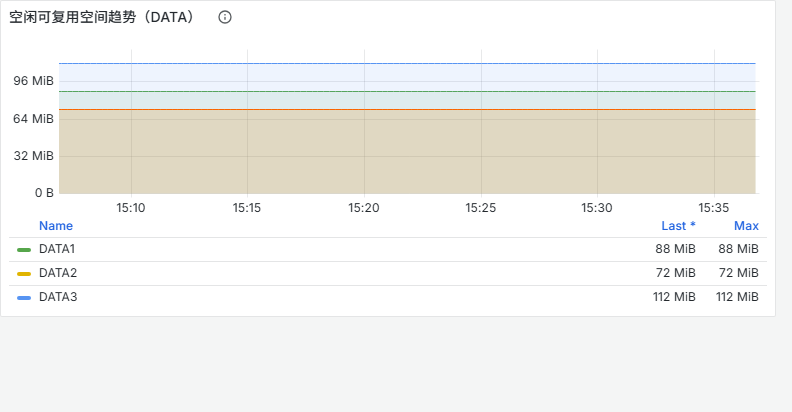 空闲可复用空间趋势（DATA）
96 MiB
64 MiB
32 MiB
0 B
15:10 15:15 15:20 15:25 15:30 15:35
Name Last * Max
DATA1 88 MiB 88 MiB
DATA2 72 MiB 72 MiB
DATA3 112 MiB 112 MiB